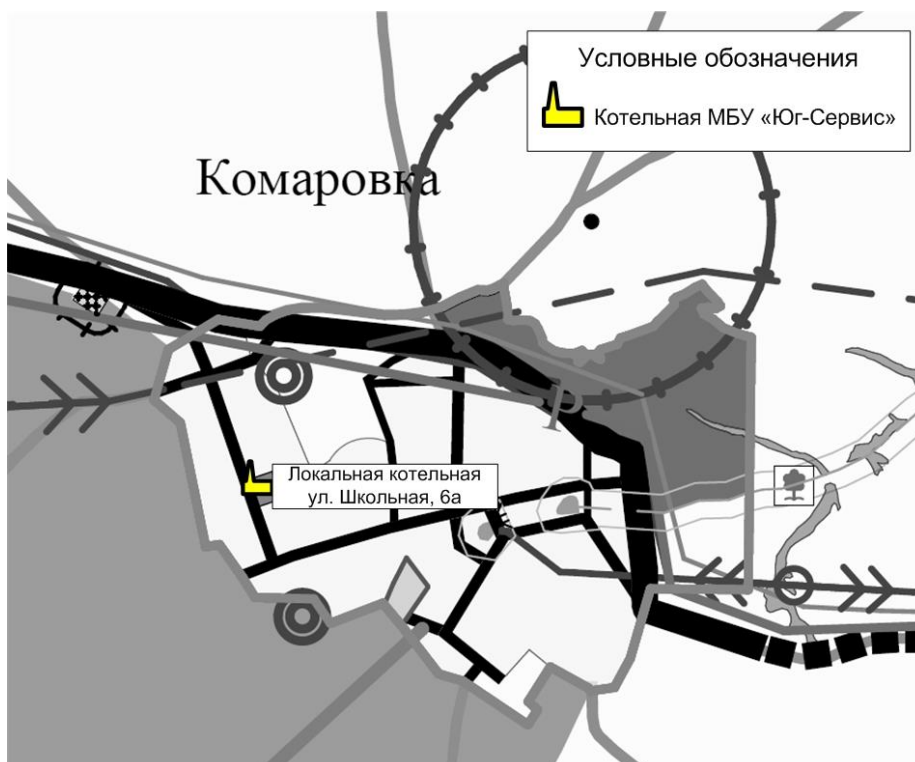 Условные обозначения
Котельная МБУ «Юг-Сервис»
Комаровка
Локальная котельная
ул. Школьная, 6а